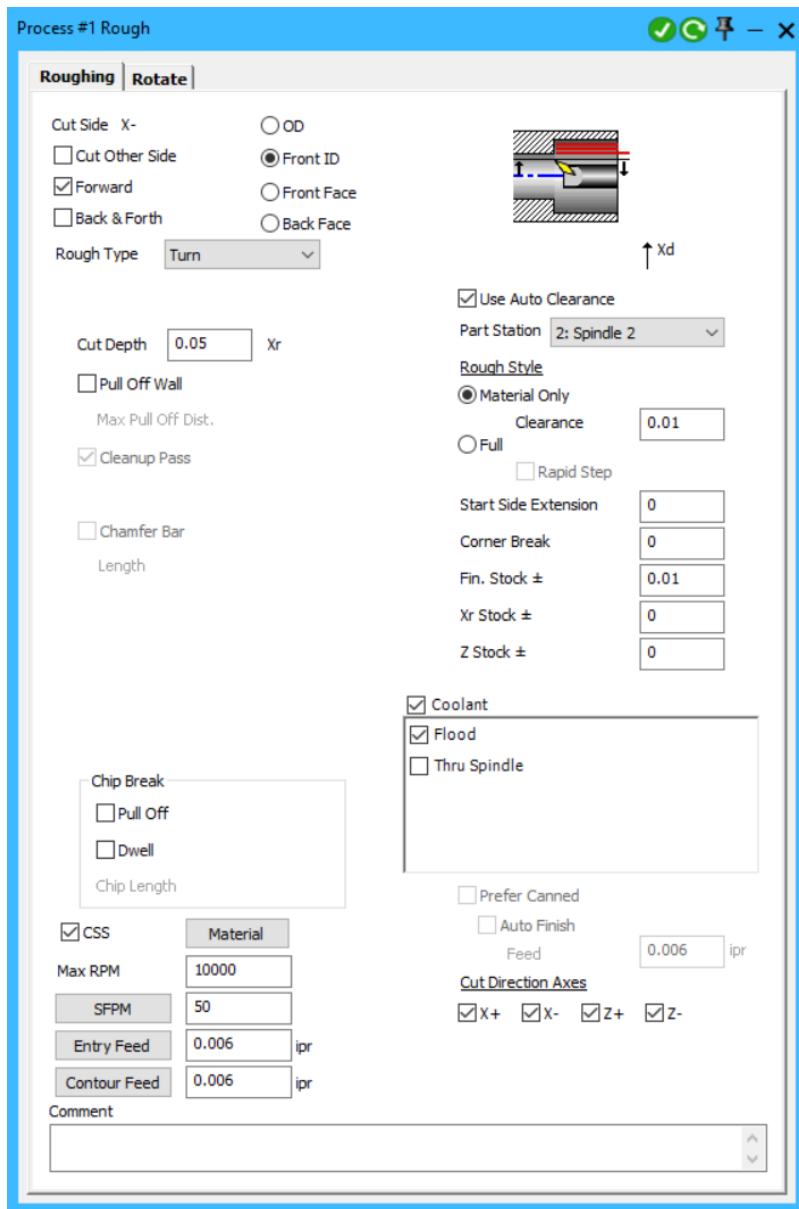 Process #1 Rough
Roughing Rotate
Cut Side X-
Cut Other Side
Forward
Back & Forth
OD
Front ID
Front Face
Back Face
Rough Type Turn
Xd
Cut Depth 0.05 Xr
Pull Off Wall
Max Pull Off Dist.
Cleanup Pass
Chamfer Bar
Length
Use Auto Clearance
Part Station 2: Spindle 2
Rough Style
Material Only
Clearance 0.01
Full
Rapid Step
Start Side Extension 0
Corner Break 0
Fin. Stock ± 0.01
Xr Stock ± 0
Z Stock ± 0
Coolant
Flood
Thru Spindle
Chip Break
Pull Off
Dwell
Chip Length
Prefer Canned
Auto Finish
Feed 0.006 ipr
Cut Direction Axes
X+ X- Z+ Z-
CSS Material
Max RPM 10000
SFPM 50
Entry Feed 0.006 ipr
Contour Feed 0.006 ipr
Comment